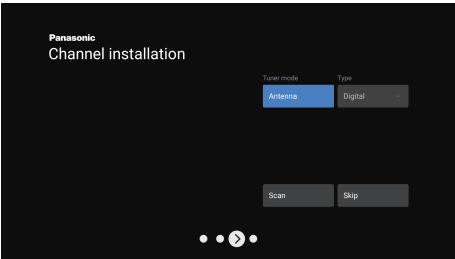 Panasonic
Channel installation
Tuner mode Type
Antenna Digital
Scan Skip